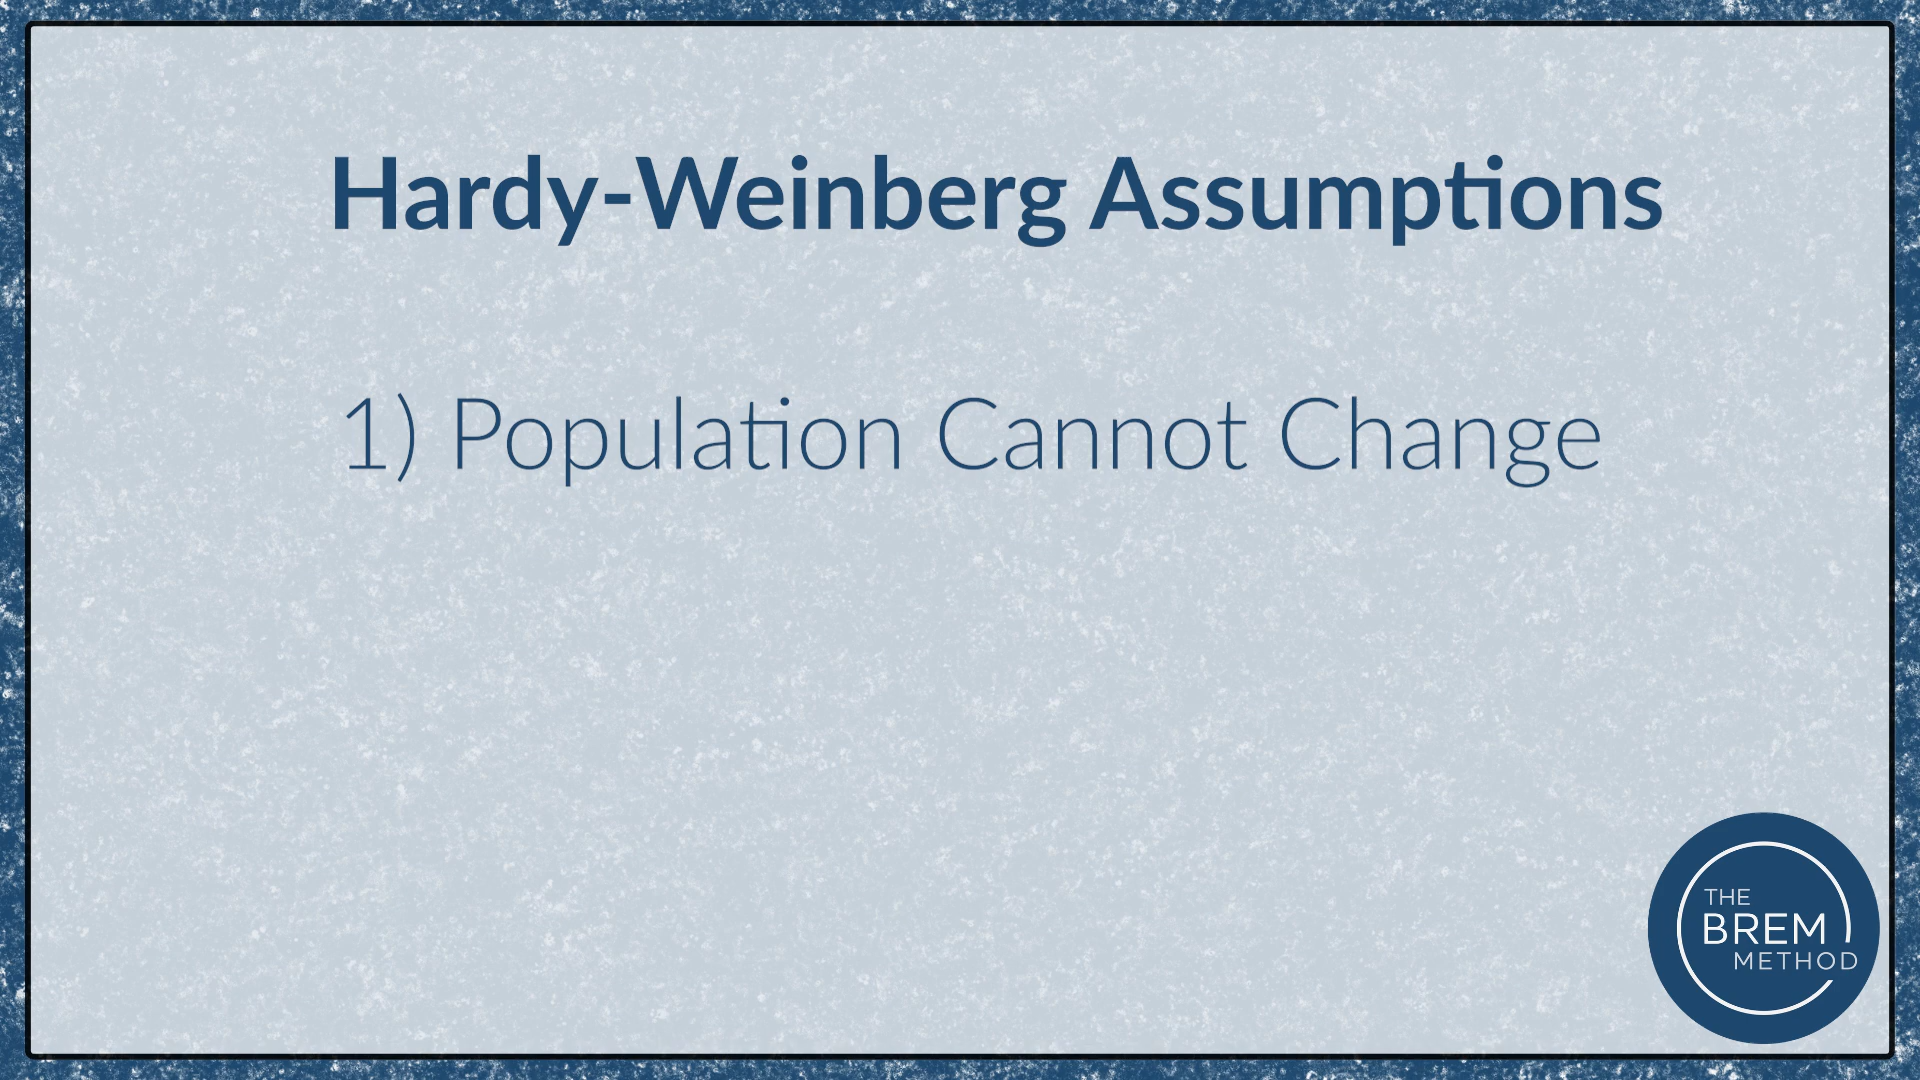 Hardy-Weinberg Assumptions
1) Population Cannot Change
THE
BREM
METHOD